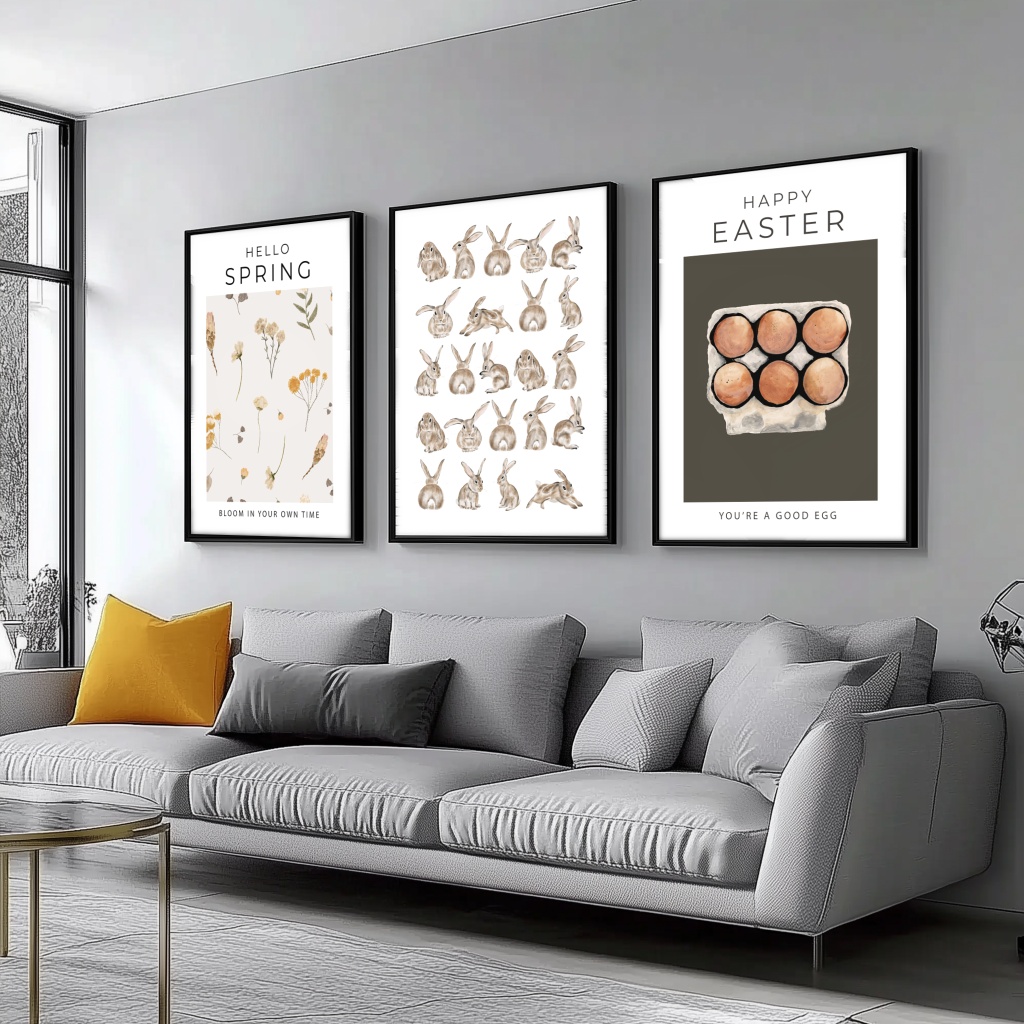 HELLO
SPRING
BLOOM IN YOUR OWN TIME
HAPPY
EASTER
YOU'RE A GOOD EGG